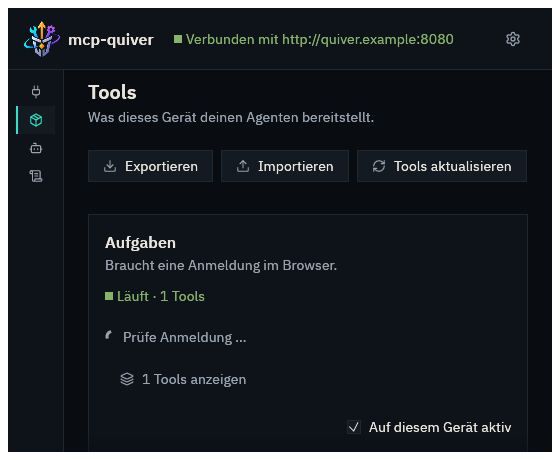 mcp-quiver
Verbunden mit http://quiver.example:8080
Tools
Was dieses Gerät deinen Agenten bereitstellt.
Exportieren
Importieren
Tools aktualisieren
Aufgaben
Braucht eine Anmeldung im Browser.
Läuft · 1 Tools
Prüfe Anmeldung ...
1 Tools anzeigen
Auf diesem Gerät aktiv